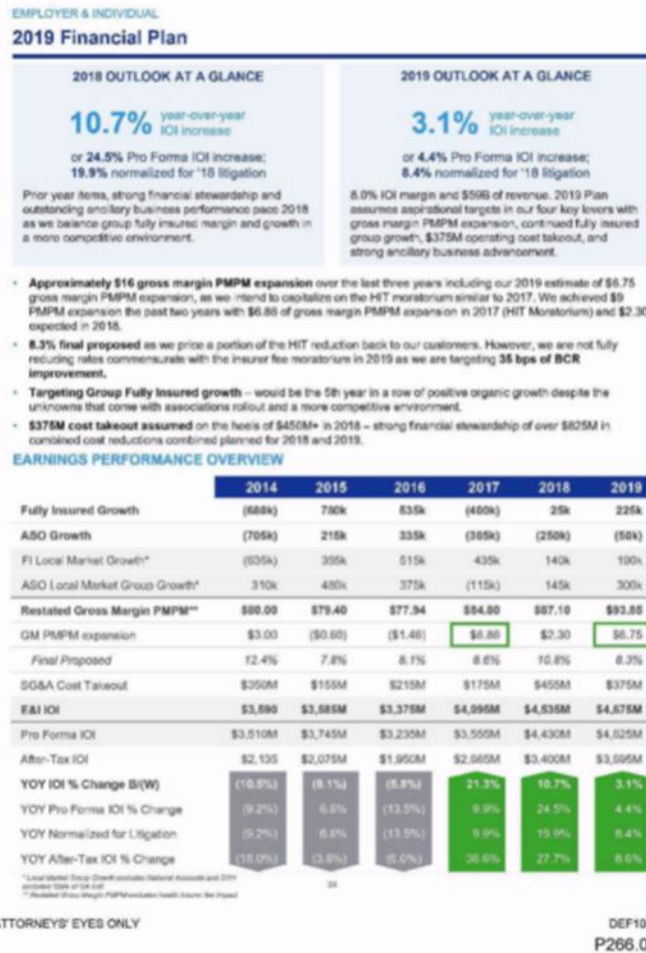 EMPLOYER & INDIVIDUAL
2019 Financial Plan
2018 OUTLOOK AT A GLANCE
10.7% year-over-year IOI increase
or 24.5% Pro Forma IOI increase;
19.9% normalized for '18 litigation
Prior year items, strong financial stewardship and
outstanding ancillary business performance pace 2018
as we balance group fully insured margin and growth in
a more competitive environment.
2019 OUTLOOK AT A GLANCE
3.1% year-over-year IOI increase
or 4.4% Pro Forma IOI increase;
8.4% normalized for '18 litigation
8.0% IOI margin and $59B of revenue. 2019 Plan
assumes aspirational targets in our four key levers with
gross margin PMPM expansion, continued fully insured
group growth, $375M operating cost takeout, and
strong ancillary business advancement.
• Approximately $16 gross margin PMPM expansion over the last three years including our 2019 estimate of $6.75
gross margin PMPM expansion, as we intend to capitalize on the HIT moratorium similar to 2017. We achieved $9
PMPM expansion the past two years with $6.86 of gross margin PMPM expansion in 2017 (HIT Moratorium) and $2.30
expected in 2018.
• 8.3% final proposed as we price a portion of the HIT reduction back to our customers. However, we are not fully
reducing rates commensurate with the insurer fee moratorium in 2019 as we are targeting 35 bps of BCR
improvement.
• Targeting Group Fully Insured growth – would be the 5th year in a row of positive organic growth despite the
unknowns that come with associations rollout and a more competitive environment.
• $375M cost takeout assumed on the heels of $450M+ in 2018 – strong financial stewardship of over $825M in
combined cost reductions combined planned for 2018 and 2019.
EARNINGS PERFORMANCE OVERVIEW
2014 2015 2016 2017 2018 2019
Fully Insured Growth (688k) 780k 535k (400k) 25k 225k
ASO Growth (705k) 215k 335k (385k) (250k) (50k)
FI Local Market Growth* (635k) 355k 515k 435k 140k 190k
ASO Local Market Group Growth* 310k 480k 375k (115k) 145k 300k
Restated Gross Margin PMPM** $80.00 $79.40 $77.94 $84.80 $87.10 $93.85
GM PMPM expansion $3.00 ($0.60) ($1.46) $6.86 $2.30 $6.75
Final Proposed 12.4% 7.8% 8.1% 8.6% 10.8% 8.3%
SG&A Cost Takeout $350M $155M $215M $175M $455M $375M
E&I IOI $3,590 $3,585M $3,375M $4,095M $4,535M $4,675M
Pro Forma IOI $3,510M $3,745M $3,235M $3,555M $4,430M $4,625M
After-Tax IOI $2,135 $2,075M $1,950M $2,665M $3,400M $3,695M
YOY IOI % Change B/(W) (10.5%) (0.1%) (5.8%) 21.3% 10.7% 3.1%
YOY Pro Forma IOI % Change (9.2%) 6.6% (13.5%) 9.9% 24.5% 4.4%
YOY Normalized for Litigation (9.2%) 6.6% (13.5%) 9.9% 19.9% 8.4%
YOY After-Tax IOI % Change (18.0%) (3.8%) (6.0%) 36.6% 27.7% 8.6%
* Local Market Group Growth excludes National Accounts and 2014
** Restated Gross Margin PMPM excludes health insurer fee impact
TTORNEYS' EYES ONLY
DEF10
P266.0